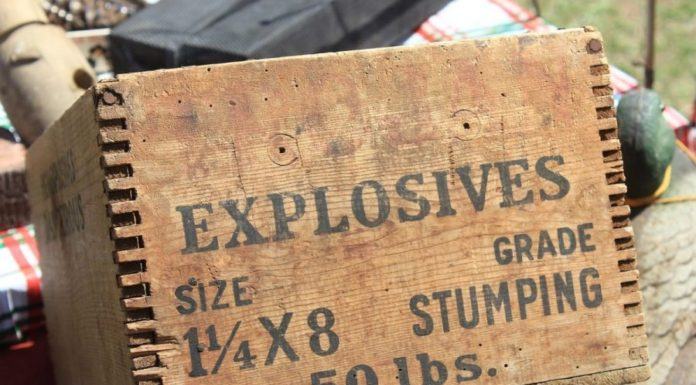 EXPLOSIVES
SIZE GRADE
1¼ X 8 STUMPING
50 lbs.